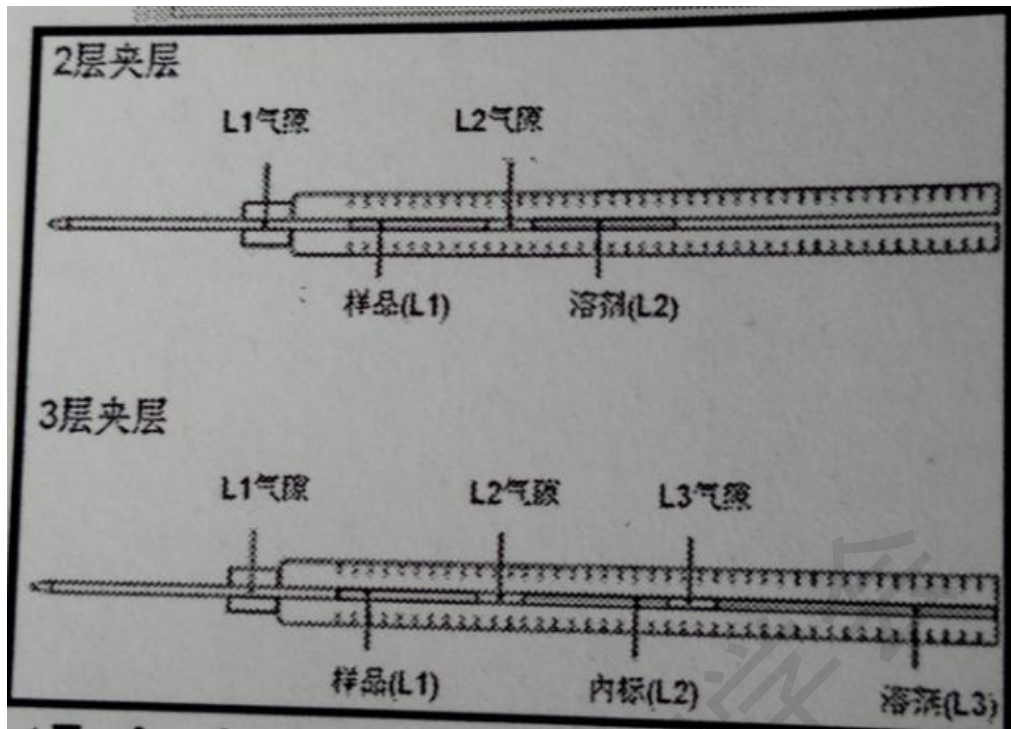 2层夹层
L1气隙 L2气隙
样品(L1) 溶剂(L2)
3层夹层
L1气隙 L2气隙 L3气隙
样品(L1) 内标(L2) 溶剂(L3)